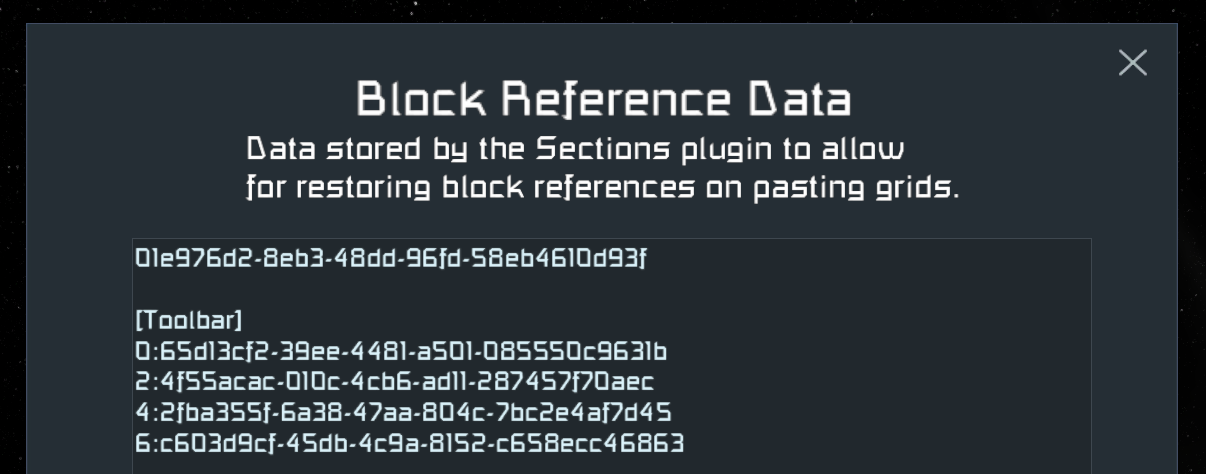 Block Reference Data
Data stored by the Sections plugin to allow
for restoring block references on pasting grids.
01e976d2-8eb3-48dd-96fd-58eb4610d93f
[Toolbar]
0:65d13cf2-39ee-4481-a501-085550c9631b
2:4f55acac-010c-4cb6-ad11-287457f70aec
4:2fba355f-6a38-47aa-804c-7bc2e4af7d45
6:c603d9cf-45db-4c9a-8152-c658ecc46863